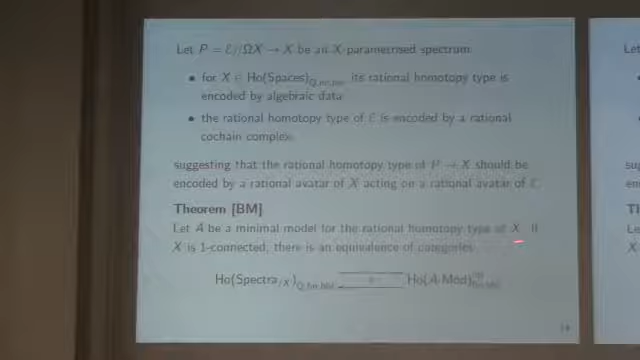 Let P = E//ΩX → X be an X-parametrised spectrum
• for X ∈ Ho(Spaces) its rational homotopy type is
encoded by algebraic data
• the rational homotopy type of E is encoded by a rational
cochain complex
suggesting that the rational homotopy type of P → X should be
encoded by a rational avatar of X acting on a rational avatar of E.
Theorem [BM]
Let A be a minimal model for the rational homotopy type of X. If
X is 1-connected, there is an equivalence of categories
Ho(Spectra/X) Ho(A-Mod)
Let